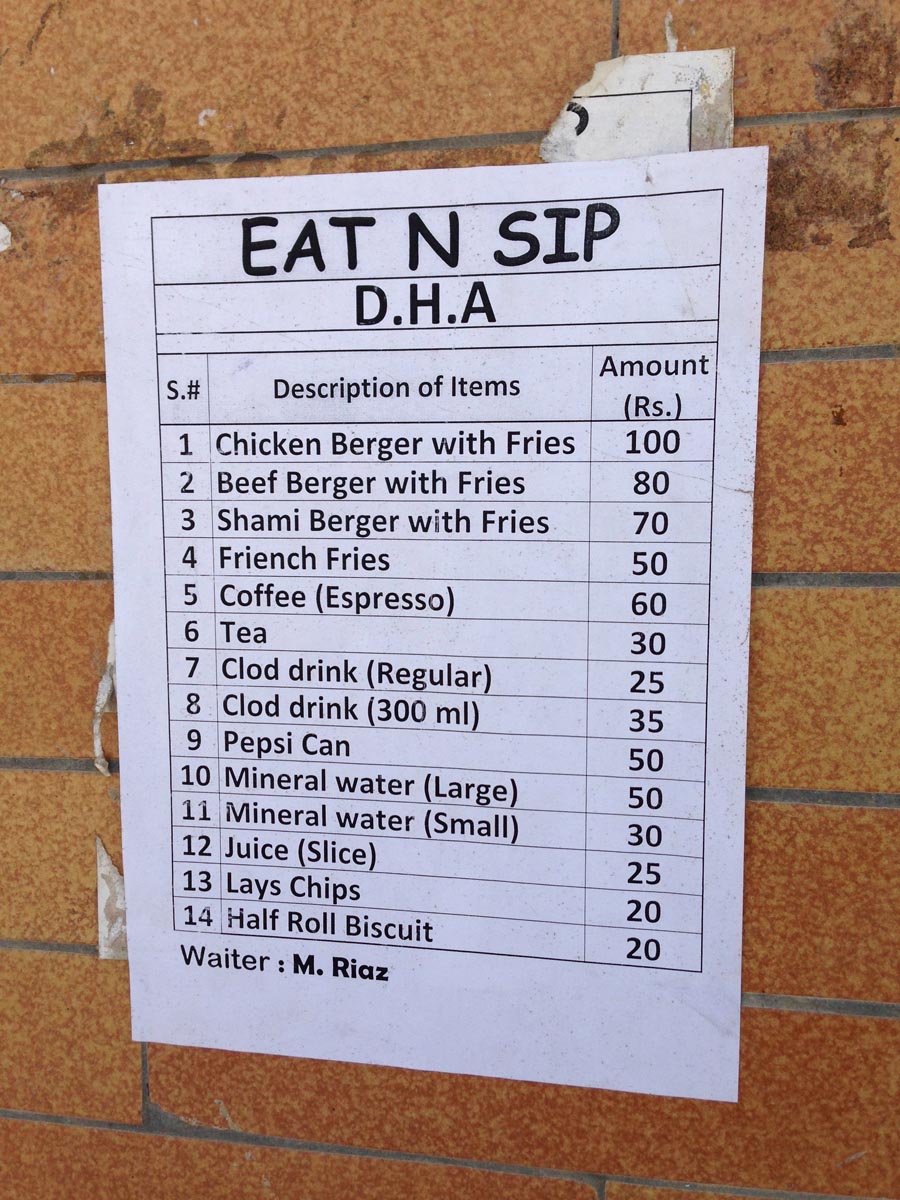 EAT N SIP
D.H.A
S.# Description of Items Amount (Rs.)
1 Chicken Berger with Fries 100
2 Beef Berger with Fries 80
3 Shami Berger with Fries 70
4 Friench Fries 50
5 Coffee (Espresso) 60
6 Tea 30
7 Clod drink (Regular) 25
8 Clod drink (300 ml) 35
9 Pepsi Can 50
10 Mineral water (Large) 50
11 Mineral water (Small) 30
12 Juice (Slice) 25
13 Lays Chips 20
14 Half Roll Biscuit 20
Waiter : M. Riaz